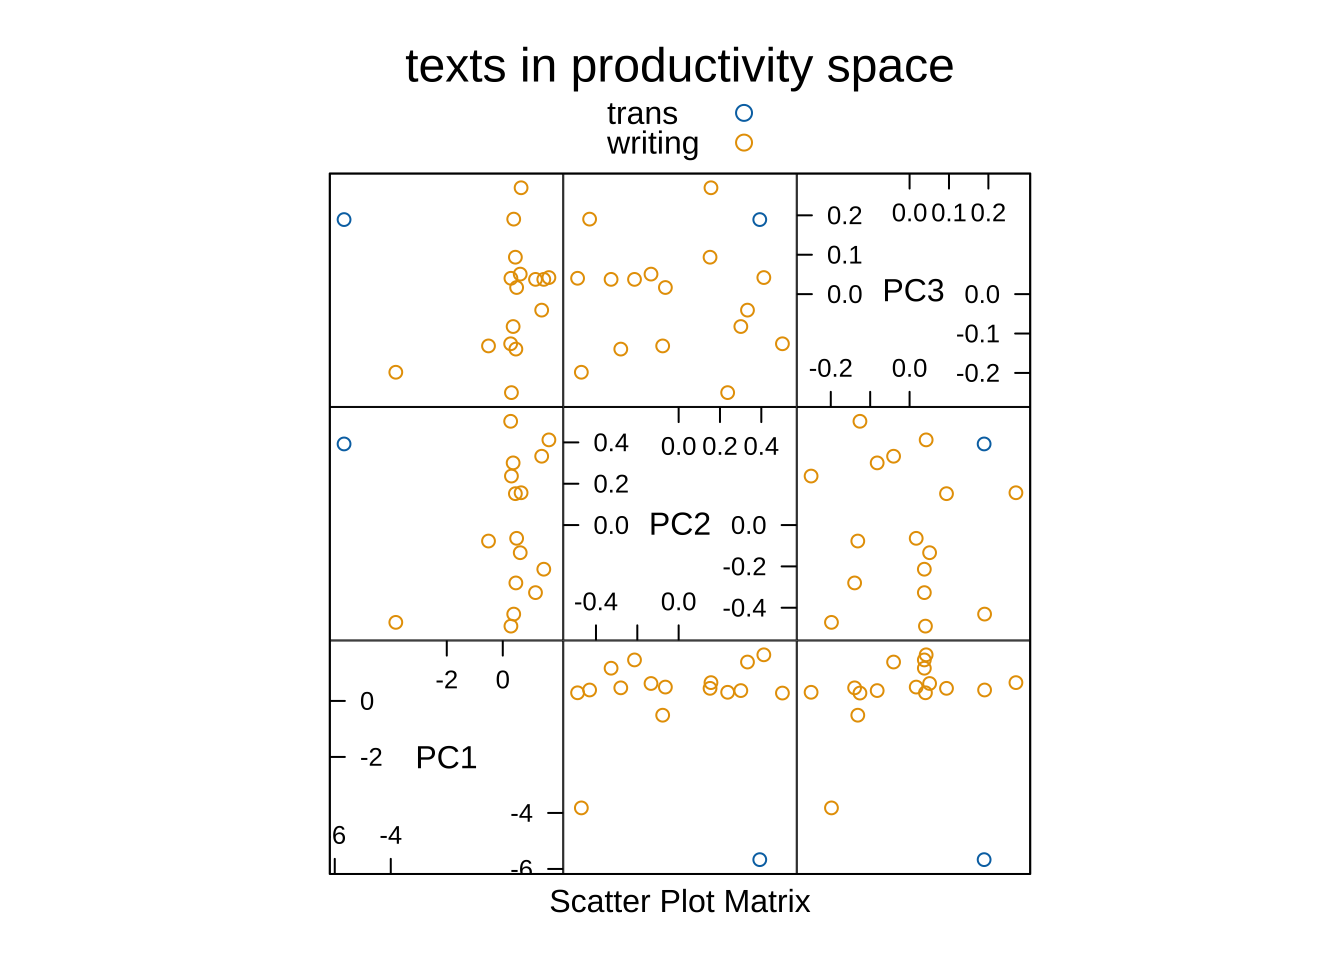 texts in productivity space
trans
writing
0.2 0.0 0.1 0.2
0.1
0.0 PC3 0.0
-0.1
-0.2 0.0 -0.2
0.4 0.0 0.2 0.4
0.2
0.0 PC2 0.0
-0.2
-0.4 0.0 -0.4
-2 0
0
-2 PC1
-4
6 -4
-6
Scatter Plot Matrix